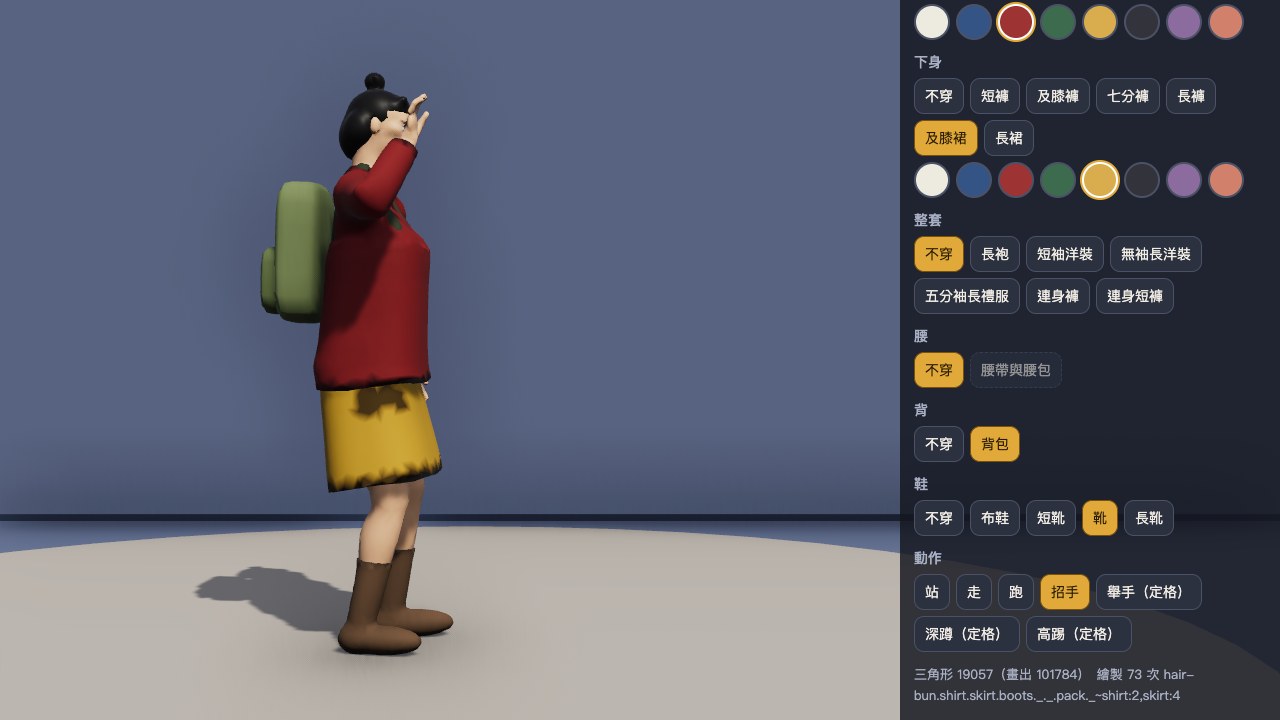 下身
不穿 短褲 及膝褲 七分褲 長褲
及膝裙 長裙
整套
不穿 長袍 短袖洋裝 無袖長洋裝
五分袖長禮服 連身褲 連身短褲
腰
不穿 腰帶與腰包
背
不穿 背包
鞋
不穿 布鞋 短靴 靴 長靴
動作
站 走 跑 招手 舉手（定格）
深蹲（定格） 高踢（定格）
三角形 19057（畫出 101784） 繪製 73 次 hair-
bun.shirt.skirt.boots._._.pack._~shirt:2,skirt:4